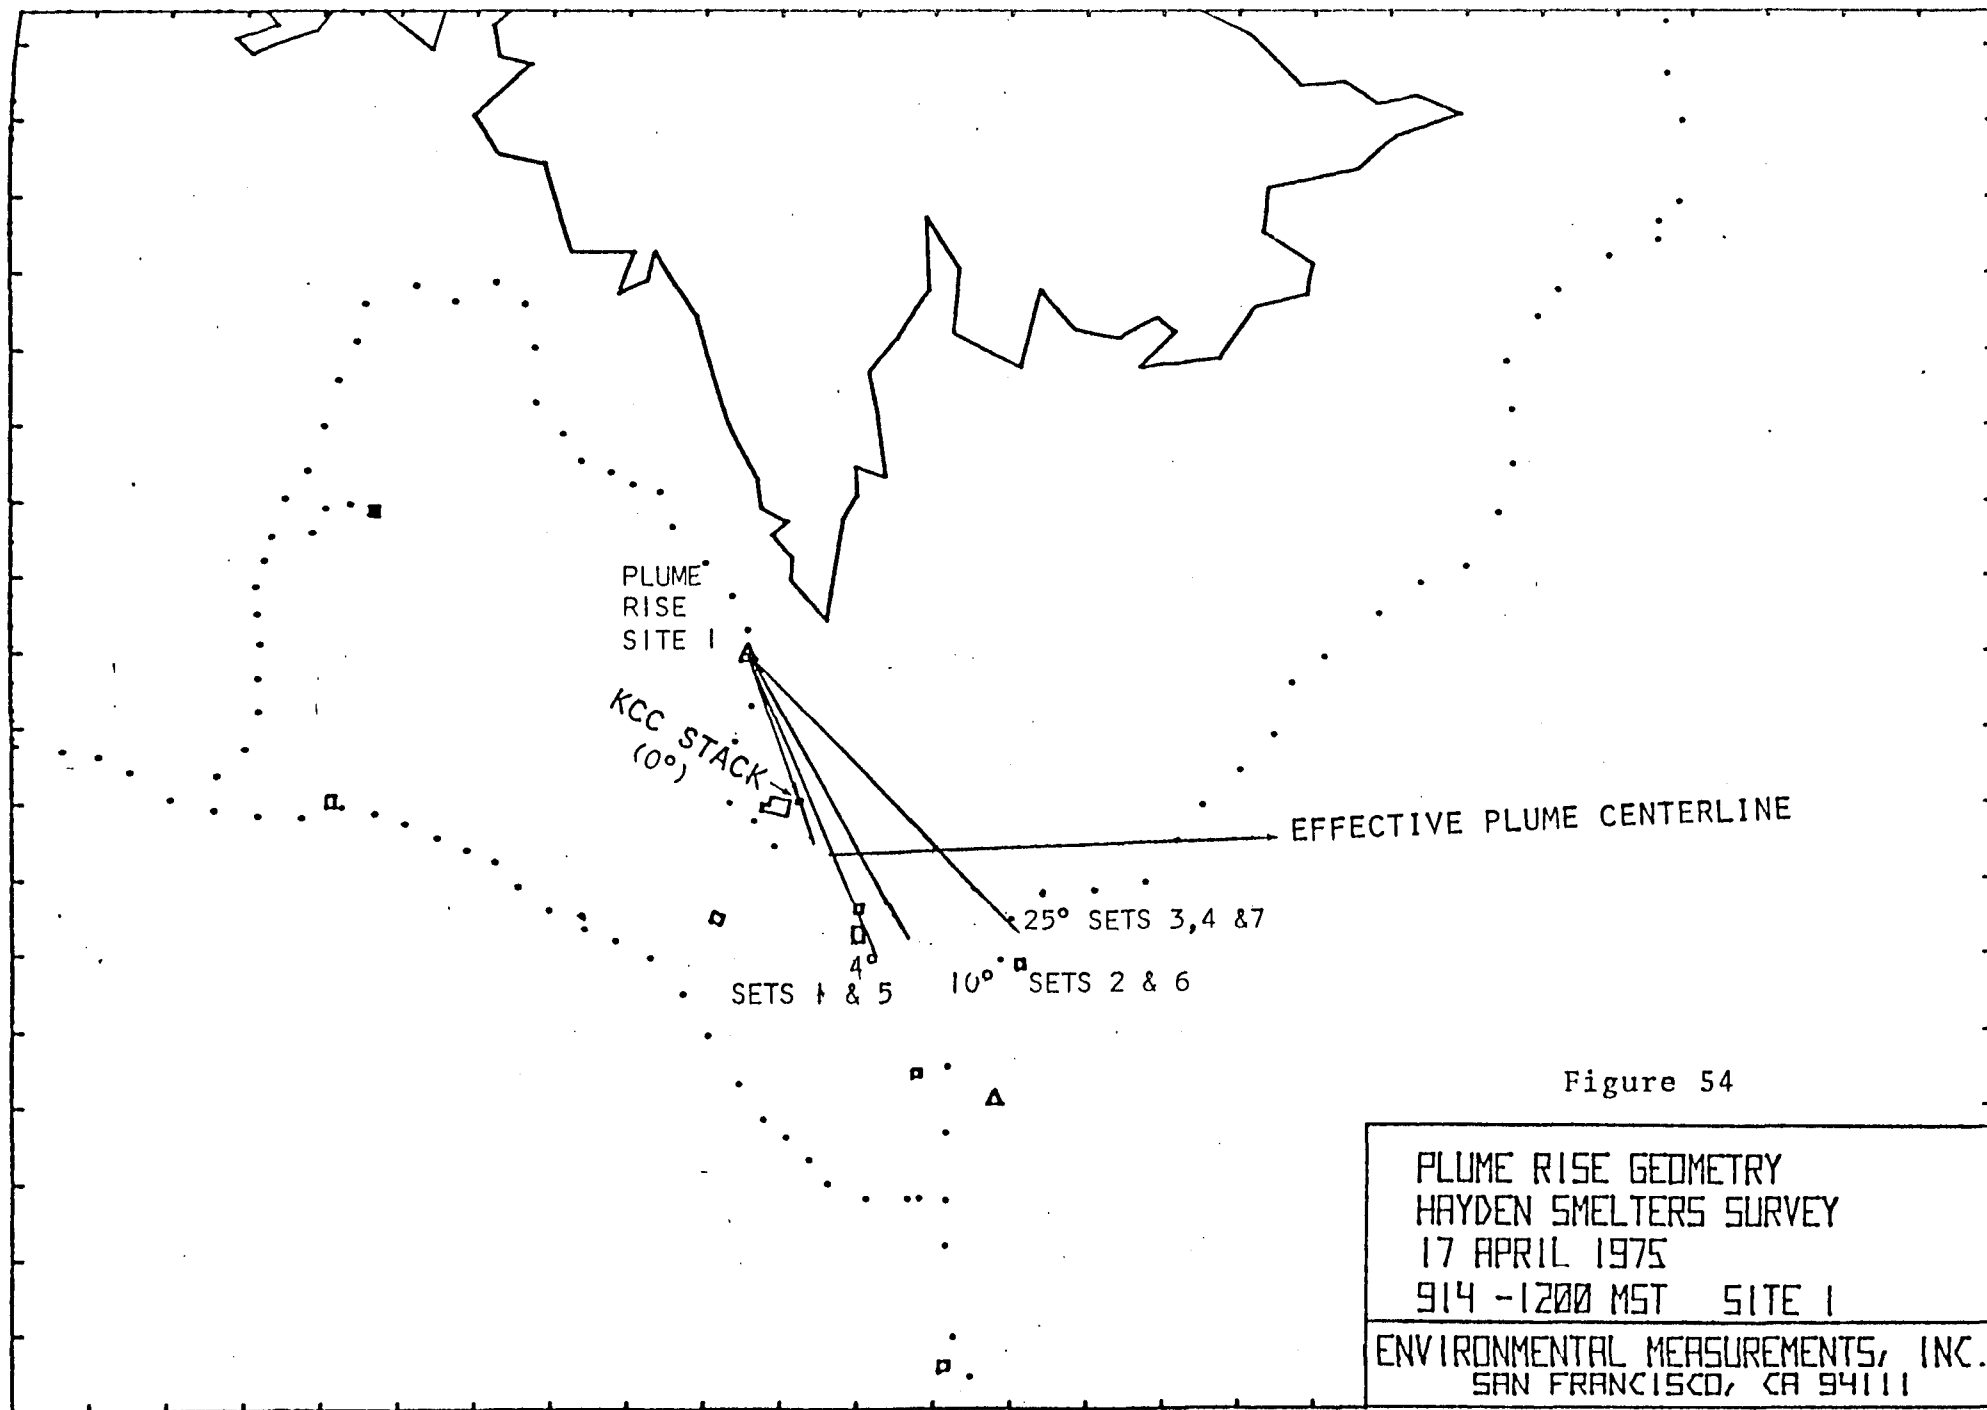 PLUME
RISE
SITE 1
KCC STACK
(0°)
EFFECTIVE PLUME CENTERLINE
25° SETS 3,4 &7
10° SETS 2 & 6
4°
SETS 1 & 5
Figure 54
PLUME RISE GEOMETRY
HAYDEN SMELTERS SURVEY
17 APRIL 1975
914 -1200 MST SITE 1
ENVIRONMENTAL MEASUREMENTS, INC.
SAN FRANCISCO, CA 94111